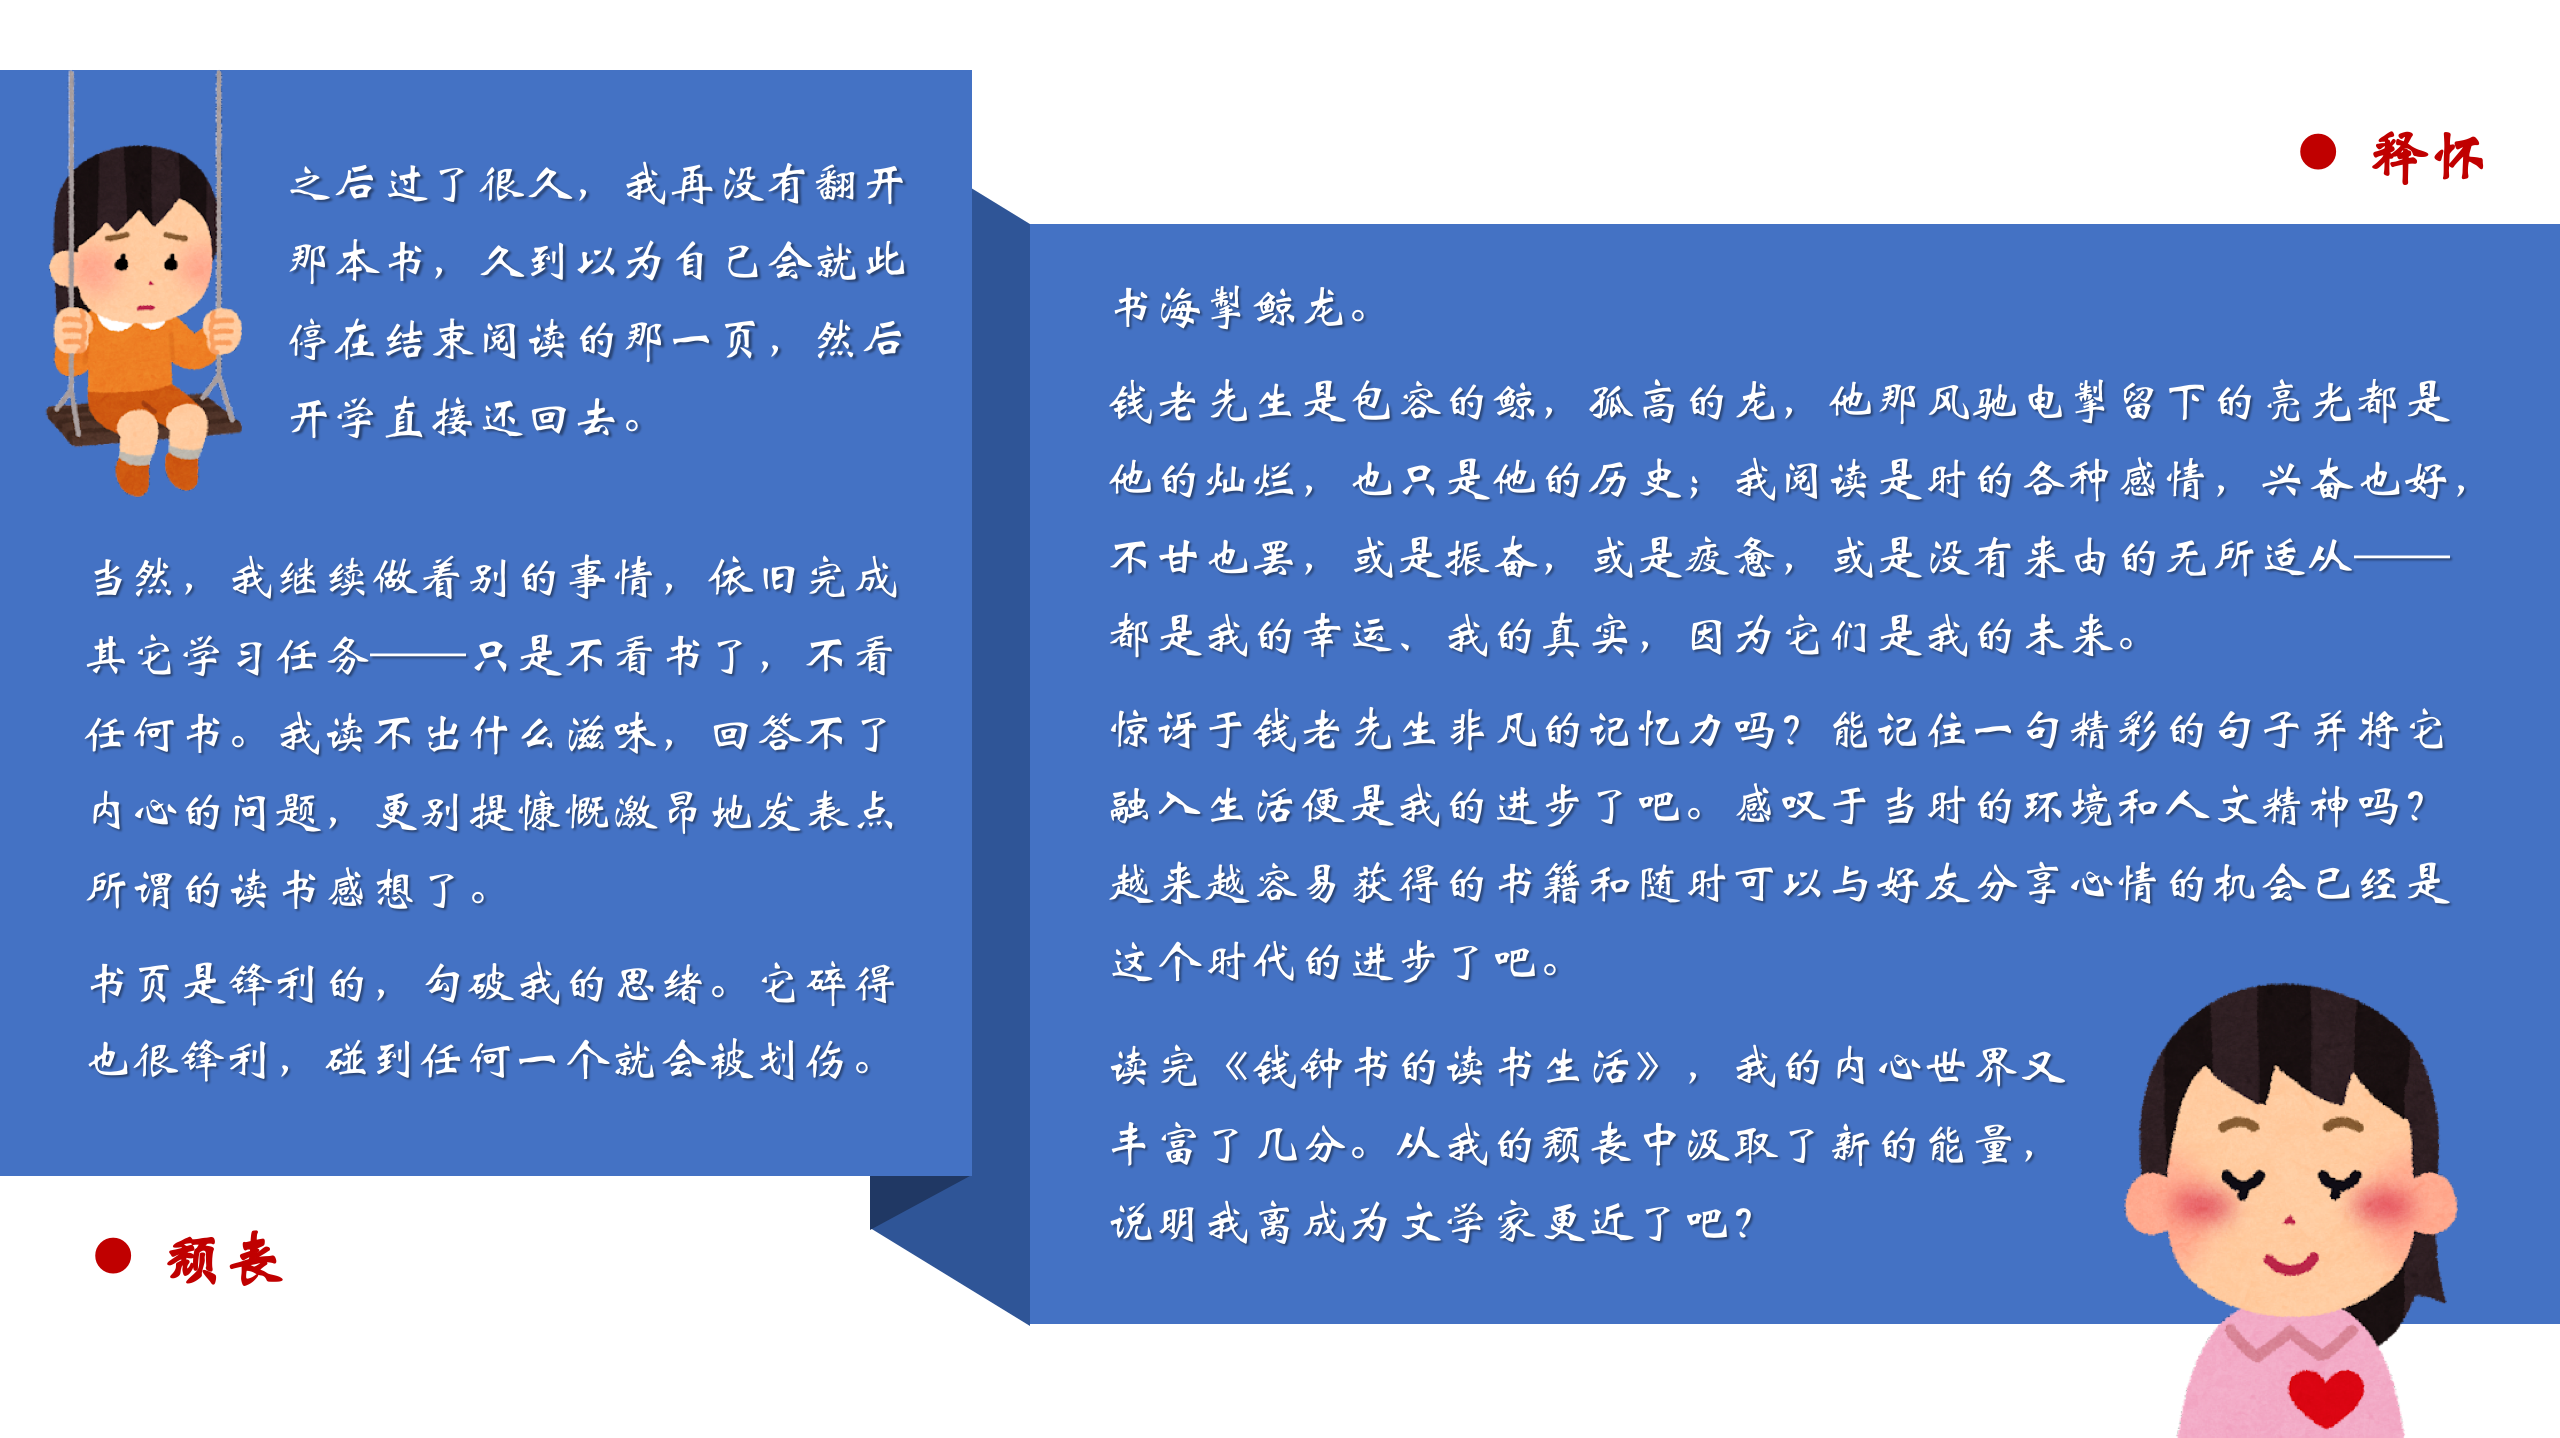 之后过了很久，我再没有翻开
那本书，久到以为自己会就此
停在结束阅读的那一页，然后
开学直接还回去。
当然，我继续做着别的事情，依旧完成
其它学习任务——只是不看书了，不看
任何书。我读不出什么滋味，回答不了
内心的问题，更别提慷慨激昂地发表点
所谓的读书感想了。
书页是锋利的，勾破我的思绪。它碎得
也很锋利，碰到任何一个就会被划伤。
● 颓丧
● 释怀
书海掣鲸龙。
钱老先生是包容的鲸，孤高的龙，他那风驰电掣留下的亮光都是
他的灿烂，也只是他的历史；我阅读是时的各种感情，兴奋也好，
不甘也罢，或是振奋，或是疲惫，或是没有来由的无所适从——
都是我的幸运、我的真实，因为它们是我的未来。
惊讶于钱老先生非凡的记忆力吗？能记住一句精彩的句子并将它
融入生活便是我的进步了吧。感叹于当时的环境和人文精神吗？
越来越容易获得的书籍和随时可以与好友分享心情的机会已经是
这个时代的进步了吧。
读完《钱钟书的读书生活》，我的内心世界又
丰富了几分。从我的颓丧中汲取了新的能量，
说明我离成为文学家更近了吧？